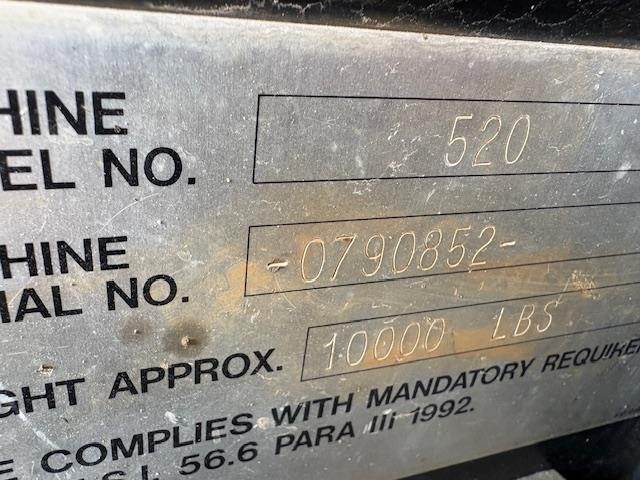 HINE
EL NO. 520
HINE
IAL NO. -0790852-
GHT APPROX. 10000 LBS
E COMPLIES WITH MANDATORY REQUIRE
S.I. 56.6 PARA III 1992.